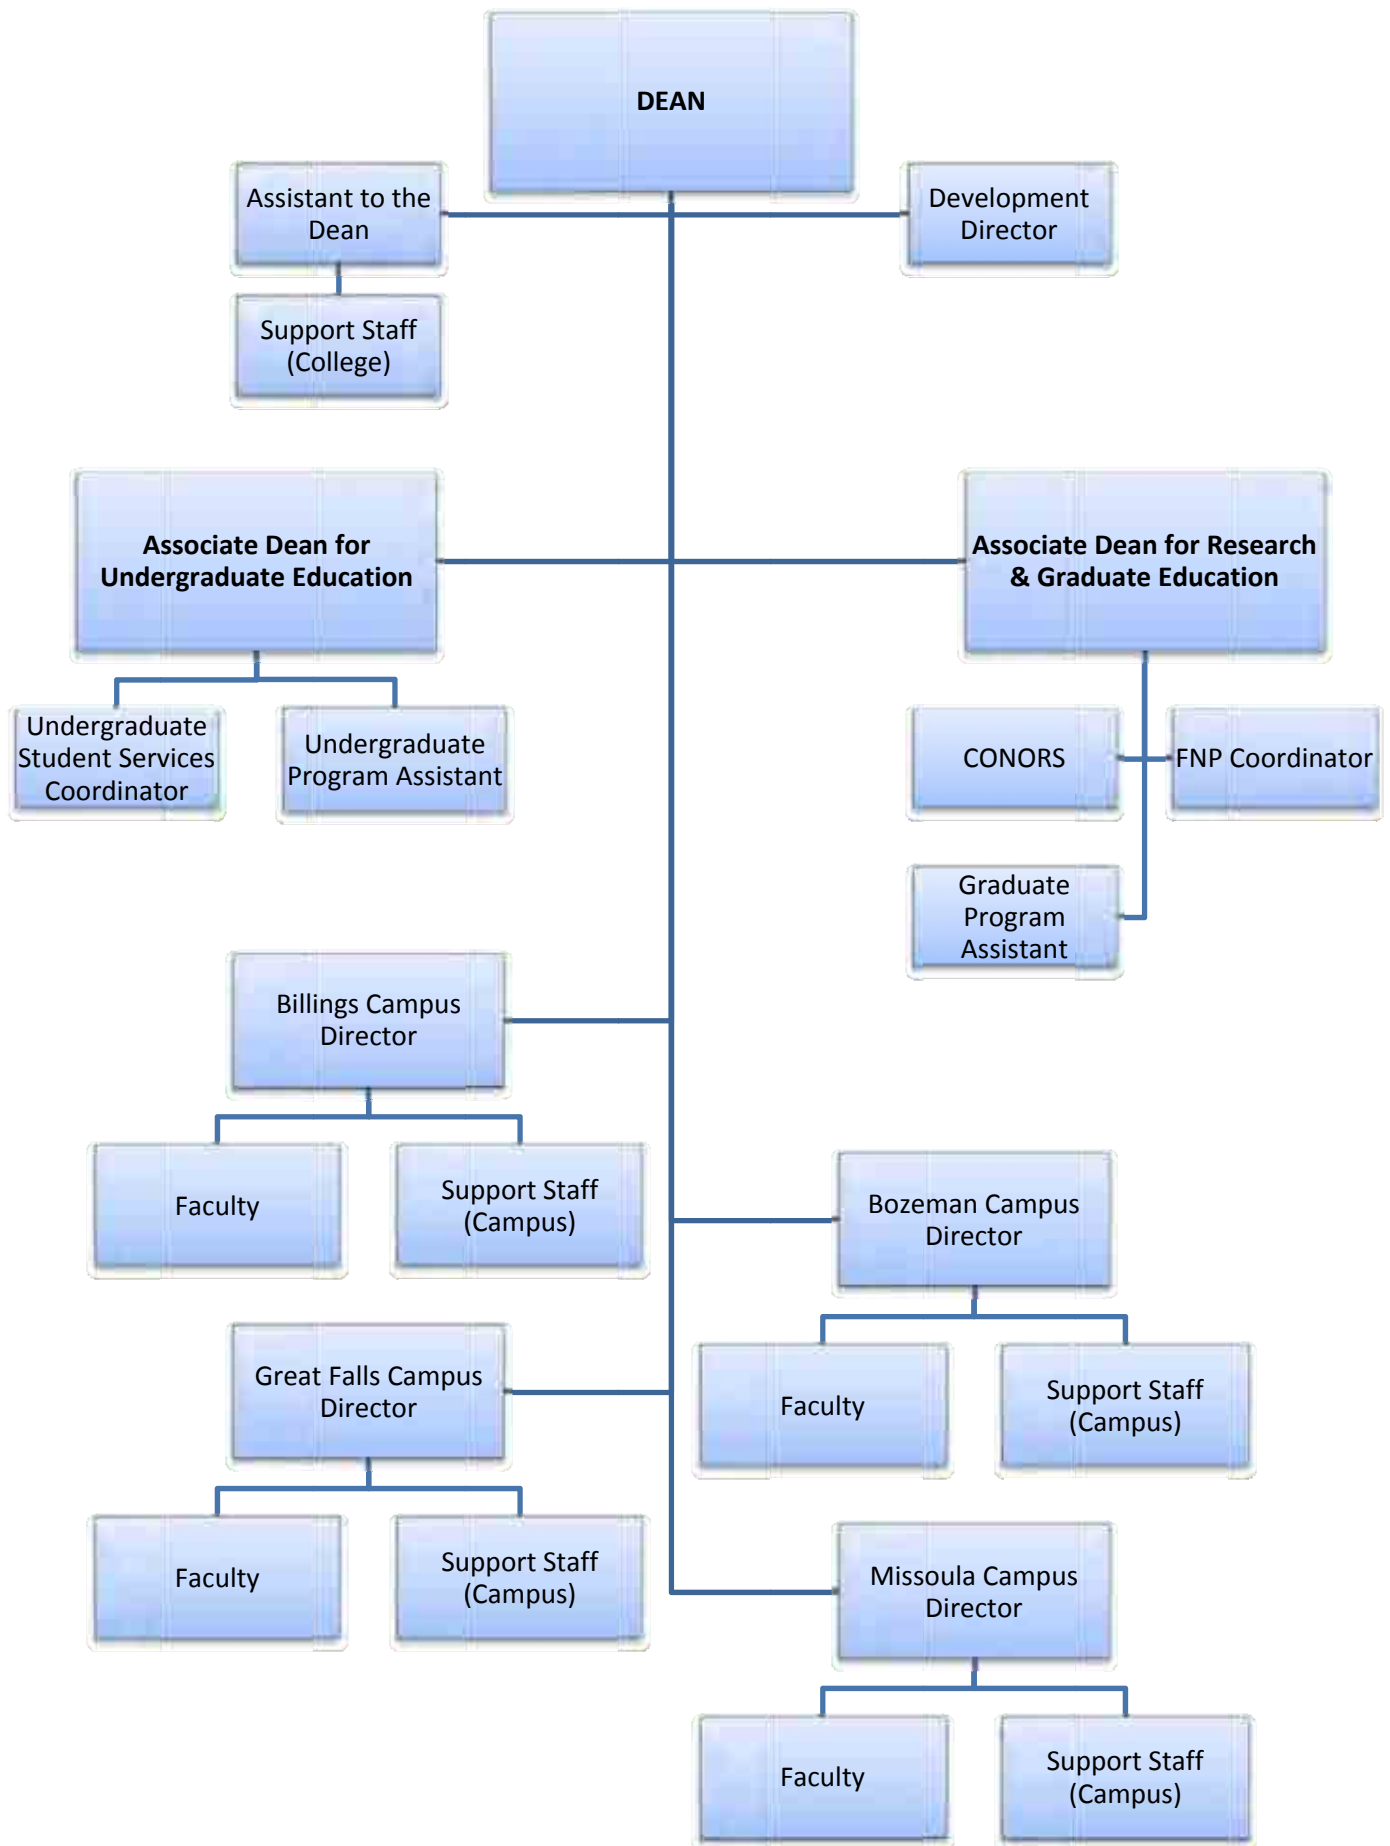 DEAN
Assistant to the
Dean
Development
Director
Support Staff
(College)
Associate Dean for
Undergraduate Education
Associate Dean for Research
& Graduate Education
Undergraduate
Student Services
Coordinator
Undergraduate
Program Assistant
CONORS
FNP Coordinator
Graduate
Program
Assistant
Billings Campus
Director
Faculty
Support Staff
(Campus)
Bozeman Campus
Director
Faculty
Support Staff
(Campus)
Great Falls Campus
Director
Faculty
Support Staff
(Campus)
Missoula Campus
Director
Faculty
Support Staff
(Campus)